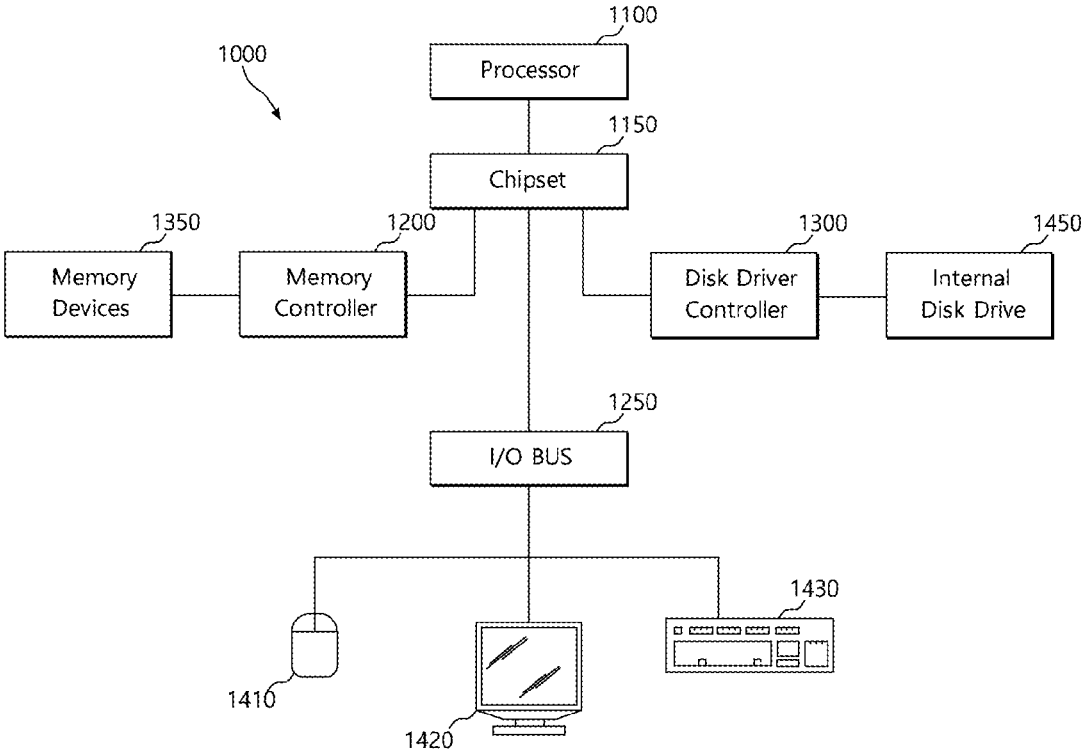 1100
1000
Processor
1150
Chipset
1350
1200
1300
1450
Memory
Devices
Memory
Controller
Disk Driver
Controller
Internal
Disk Drive
1250
I/O BUS
1430
1410
1420